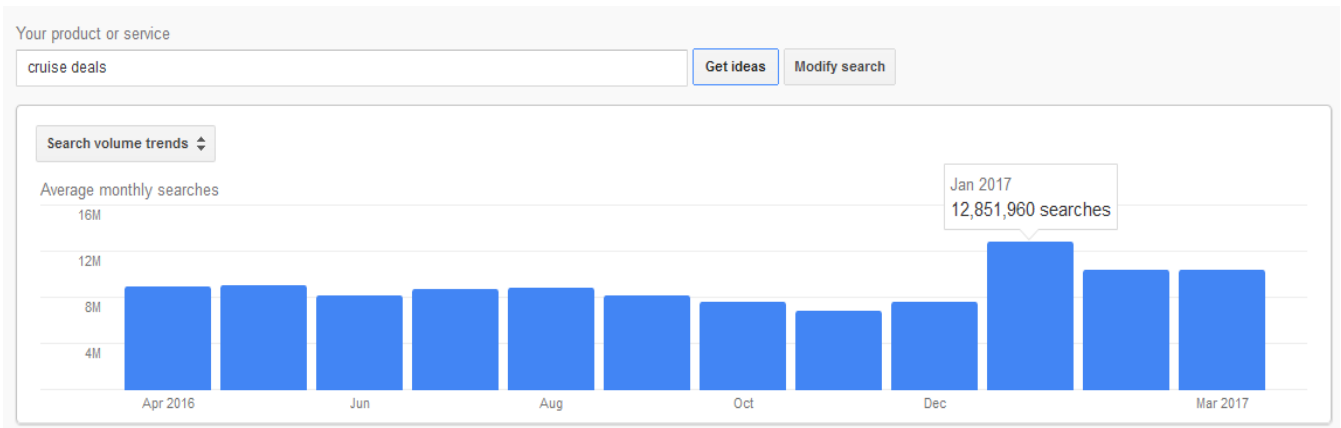 Your product or service
cruise deals
Get ideas
Modify search
Search volume trends
Average monthly searches
Jan 2017
12,851,960 searches
16M
12M
8M
4M
Apr 2016
Jun
Aug
Oct
Dec
Mar 2017